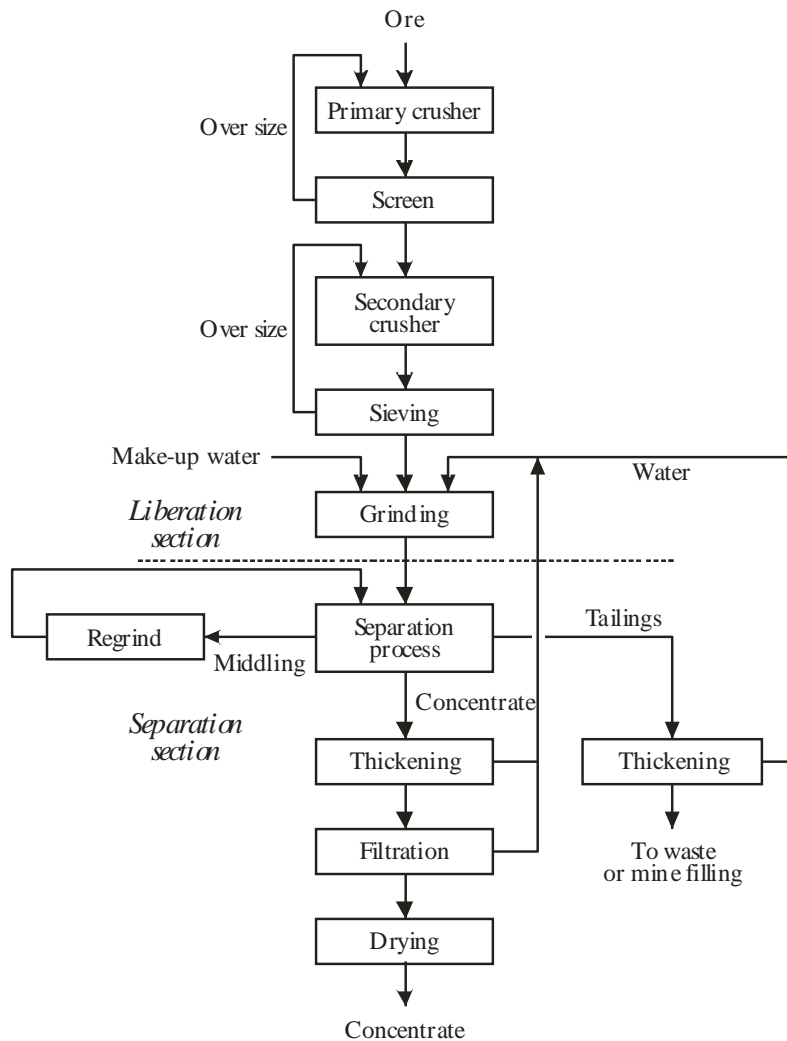 Ore
Primary crusher
Over size
Screen
Secondary
crusher
Over size
Sieving
Make-up water
Water
Grinding
Liberation
section
Separation
process
Tailings
Regrind
Middling
Concentrate
Separation
section
Thickening
Thickening
Filtration
To waste
or mine filling
Drying
Concentrate